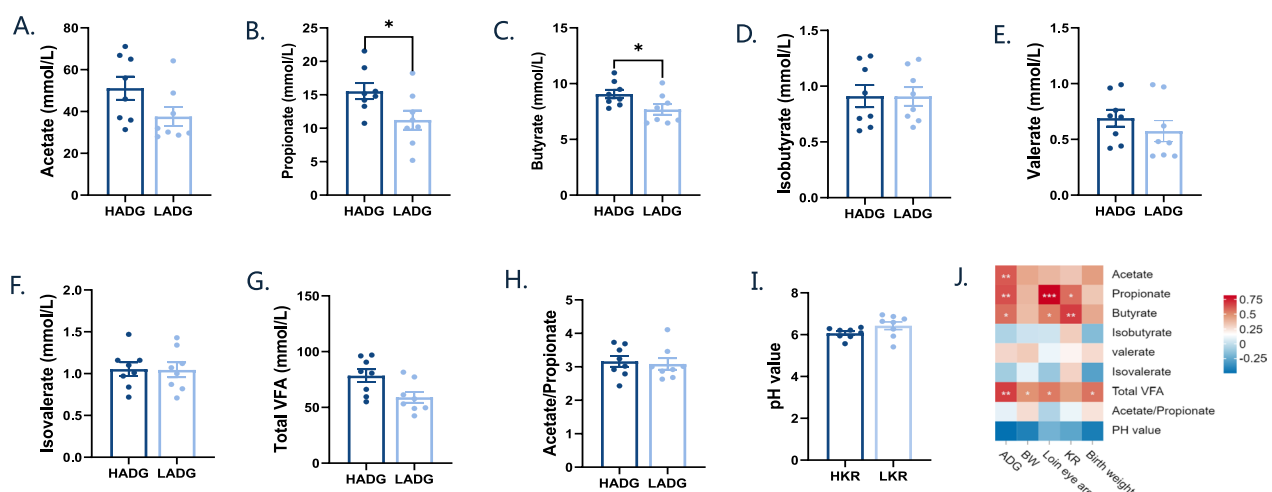 A.
Acetate (mmol/L)
80
60
40
20
0
HADG LADG
B.
Propionate (mmol/L)
25
20
15
10
5
0
*
HADG LADG
C.
Butyrate (mmol/L)
15
10
5
0
*
HADG LADG
D.
Isobutyrate (mmol/L)
1.5
1.0
0.5
0.0
HADG LADG
E.
Valerate (mmol/L)
1.5
1.0
0.5
0.0
HADG LADG
F.
Isovalerate (mmol/L)
2.0
1.5
1.0
0.5
0.0
HADG LADG
G.
Total VFA (mmol/L)
150
100
50
0
HADG LADG
H.
Acetate/Propionate
5
4
3
2
1
0
HADG LADG
I.
pH value
8
6
4
2
0
HKR LKR
J.
** Acetate
** *** * Propionate
* * ** Butyrate
Isobutyrate
valerate
Isovalerate
** * * * Total VFA
Acetate/Propionate
PH value
ADG
BW
Loin eye are
KR
Birth weight
0.75
0.5
0.25
0
-0.25